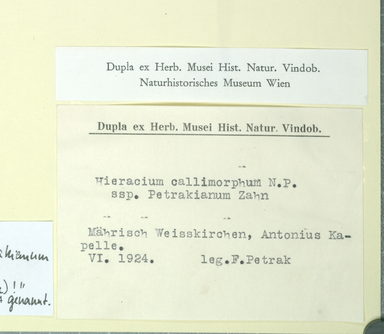 Dupla ex Herb. Musei Hist. Natur. Vindob.
Naturhistorisches Museum Wien
Dupla ex Herb. Musei Hist. Natur. Vindob.
Hieracium callimorphum N.P.
ssp. Petrakianum Zahn
Mährisch Weisskirchen, Antonius Ka-
pelle.
VI. 1924. leg.F.Petrak
!"
genannt.